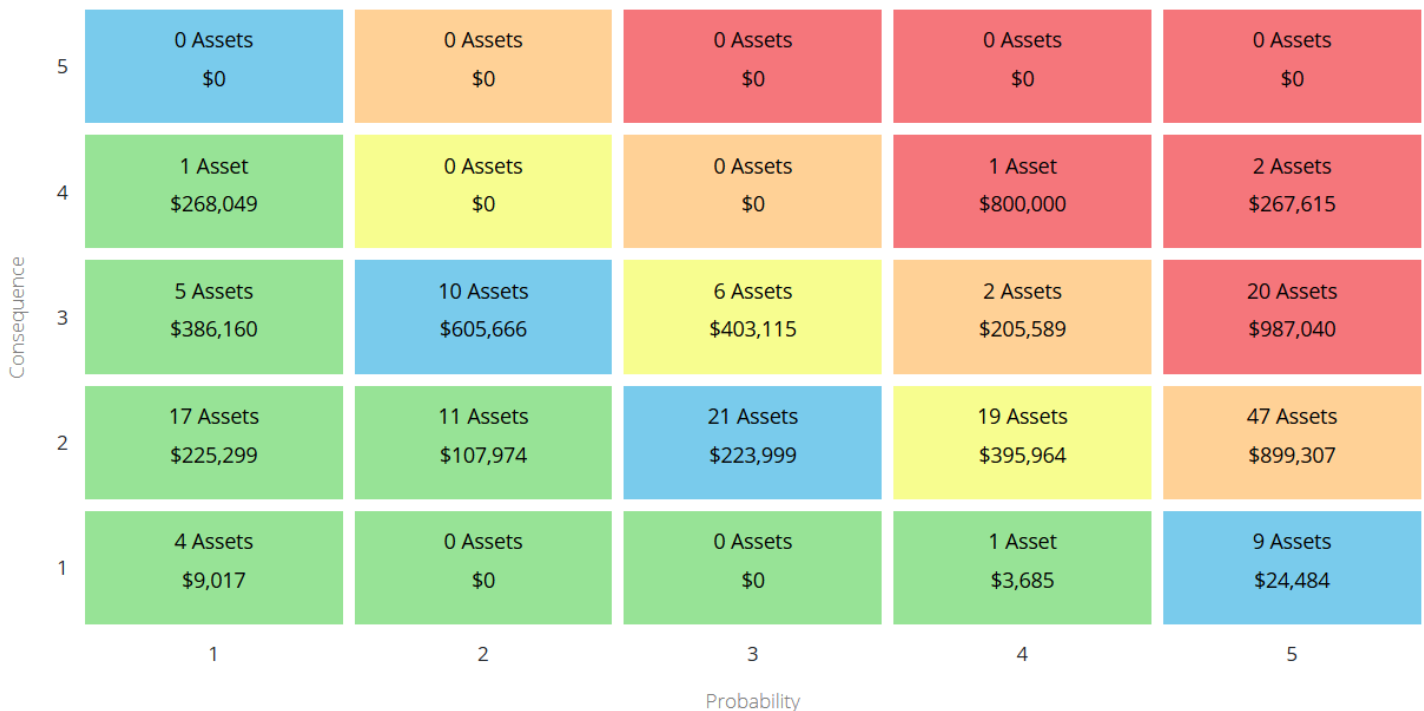 5
0 Assets
$0
0 Assets
$0
0 Assets
$0
0 Assets
$0
0 Assets
$0
4
1 Asset
$268,049
0 Assets
$0
0 Assets
$0
1 Asset
$800,000
2 Assets
$267,615
Consequence
3
5 Assets
$386,160
10 Assets
$605,666
6 Assets
$403,115
2 Assets
$205,589
20 Assets
$987,040
2
17 Assets
$225,299
11 Assets
$107,974
21 Assets
$223,999
19 Assets
$395,964
47 Assets
$899,307
1
4 Assets
$9,017
0 Assets
$0
0 Assets
$0
1 Asset
$3,685
9 Assets
$24,484
1
2
3
4
5
Probability